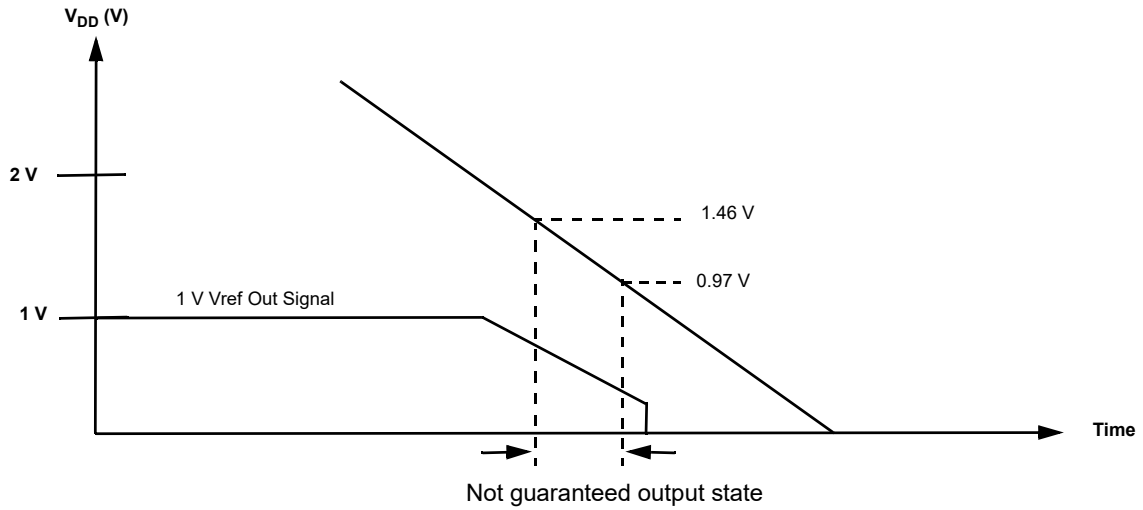 VDD (V)
2 V
1.46 V
0.97 V
1 V Vref Out Signal
1 V
Time
Not guaranteed output state